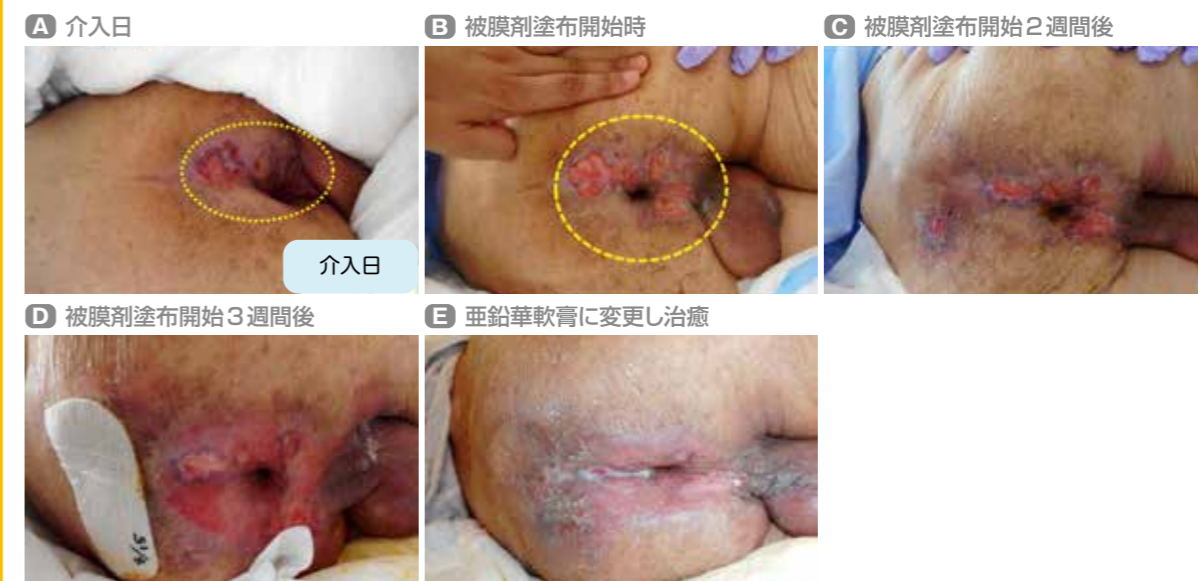 A 介入日
B 被膜剤塗布開始時
C 被膜剤塗布開始2週間後
介入日
D 被膜剤塗布開始3週間後
E 亜鉛華軟膏に変更し治癒